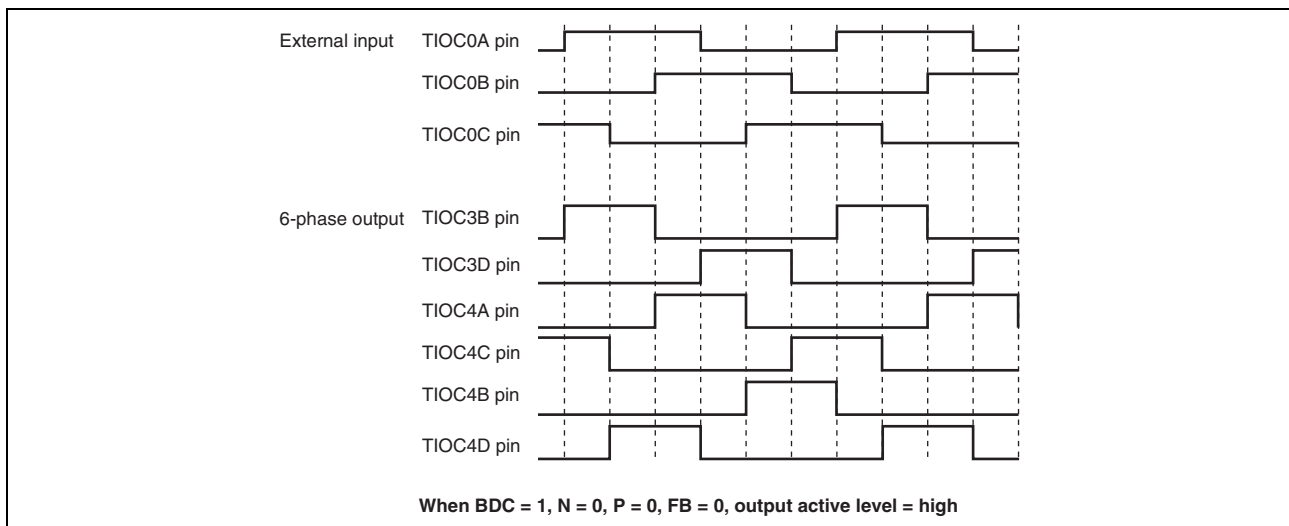 External input TIOC0A pin
TIOC0B pin
TIOC0C pin
6-phase output TIOC3B pin
TIOC3D pin
TIOC4A pin
TIOC4C pin
TIOC4B pin
TIOC4D pin
When BDC = 1, N = 0, P = 0, FB = 0, output active level = high